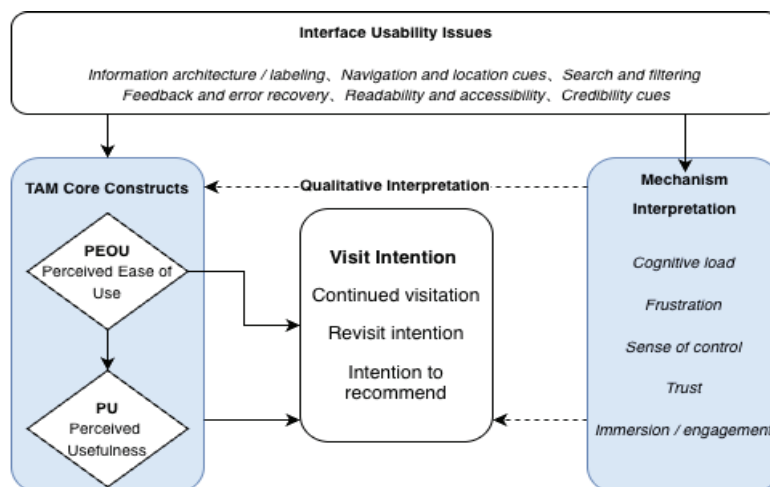 Interface Usability Issues
Information architecture / labeling、Navigation and location cues、Search and filtering
Feedback and error recovery、Readability and accessibility、Credibility cues
TAM Core Constructs
PEOU
Perceived Ease of
Use
PU
Perceived
Usefulness
Qualitative Interpretation
Visit Intention
Continued visitation
Revisit intention
Intention to
recommend
Mechanism
Interpretation
Cognitive load
Frustration
Sense of control
Trust
Immersion / engagement